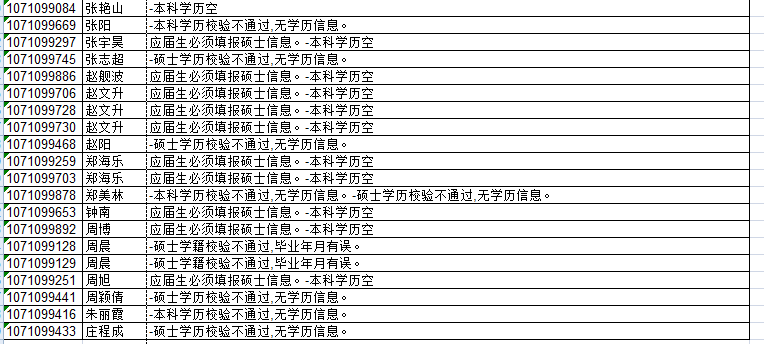 1071099084 张艳山 -本科学历空
1071099669 张阳 -本科学历校验不通过,无学历信息。
1071099297 张宇昊 应届生必须填报硕士信息。-本科学历空
1071099745 张志超 -硕士学历校验不通过,无学历信息。
1071099886 赵舰波 应届生必须填报硕士信息。-本科学历空
1071099706 赵文升 应届生必须填报硕士信息。-本科学历空
1071099728 赵文升 应届生必须填报硕士信息。-本科学历空
1071099730 赵文升 应届生必须填报硕士信息。-本科学历空
1071099468 赵阳 -硕士学历校验不通过,无学历信息。
1071099259 郑海乐 应届生必须填报硕士信息。-本科学历空
1071099703 郑海乐 应届生必须填报硕士信息。-本科学历空
1071099878 郑美林 -本科学历校验不通过,无学历信息。-硕士学历校验不通过,无学历信息。
1071099653 钟南 应届生必须填报硕士信息。-本科学历空
1071099892 周博 应届生必须填报硕士信息。-本科学历空
1071099128 周晨 -硕士学籍校验不通过,毕业年月有误。
1071099129 周晨 -硕士学籍校验不通过,毕业年月有误。
1071099251 周旭 应届生必须填报硕士信息。-本科学历空
1071099441 周颖倩 -硕士学历校验不通过,无学历信息。
1071099416 朱丽霞 -本科学历校验不通过,无学历信息。
1071099433 庄程成 -硕士学历校验不通过,无学历信息。